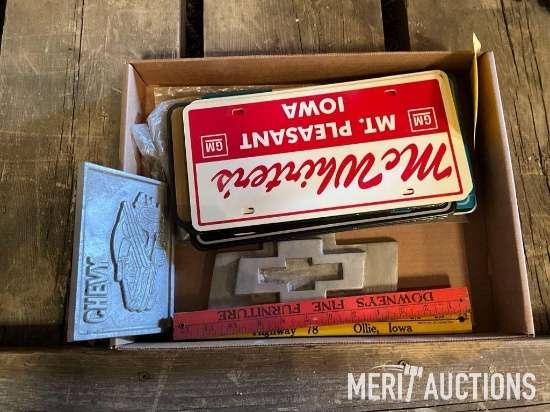 McWhirter's
MT. PLEASANT
IOWA
GM
GM
CHEVY
DOWNEY'S FINE FURNITURE
Highway 78 Ollie, Iowa
MERIT AUCTIONS